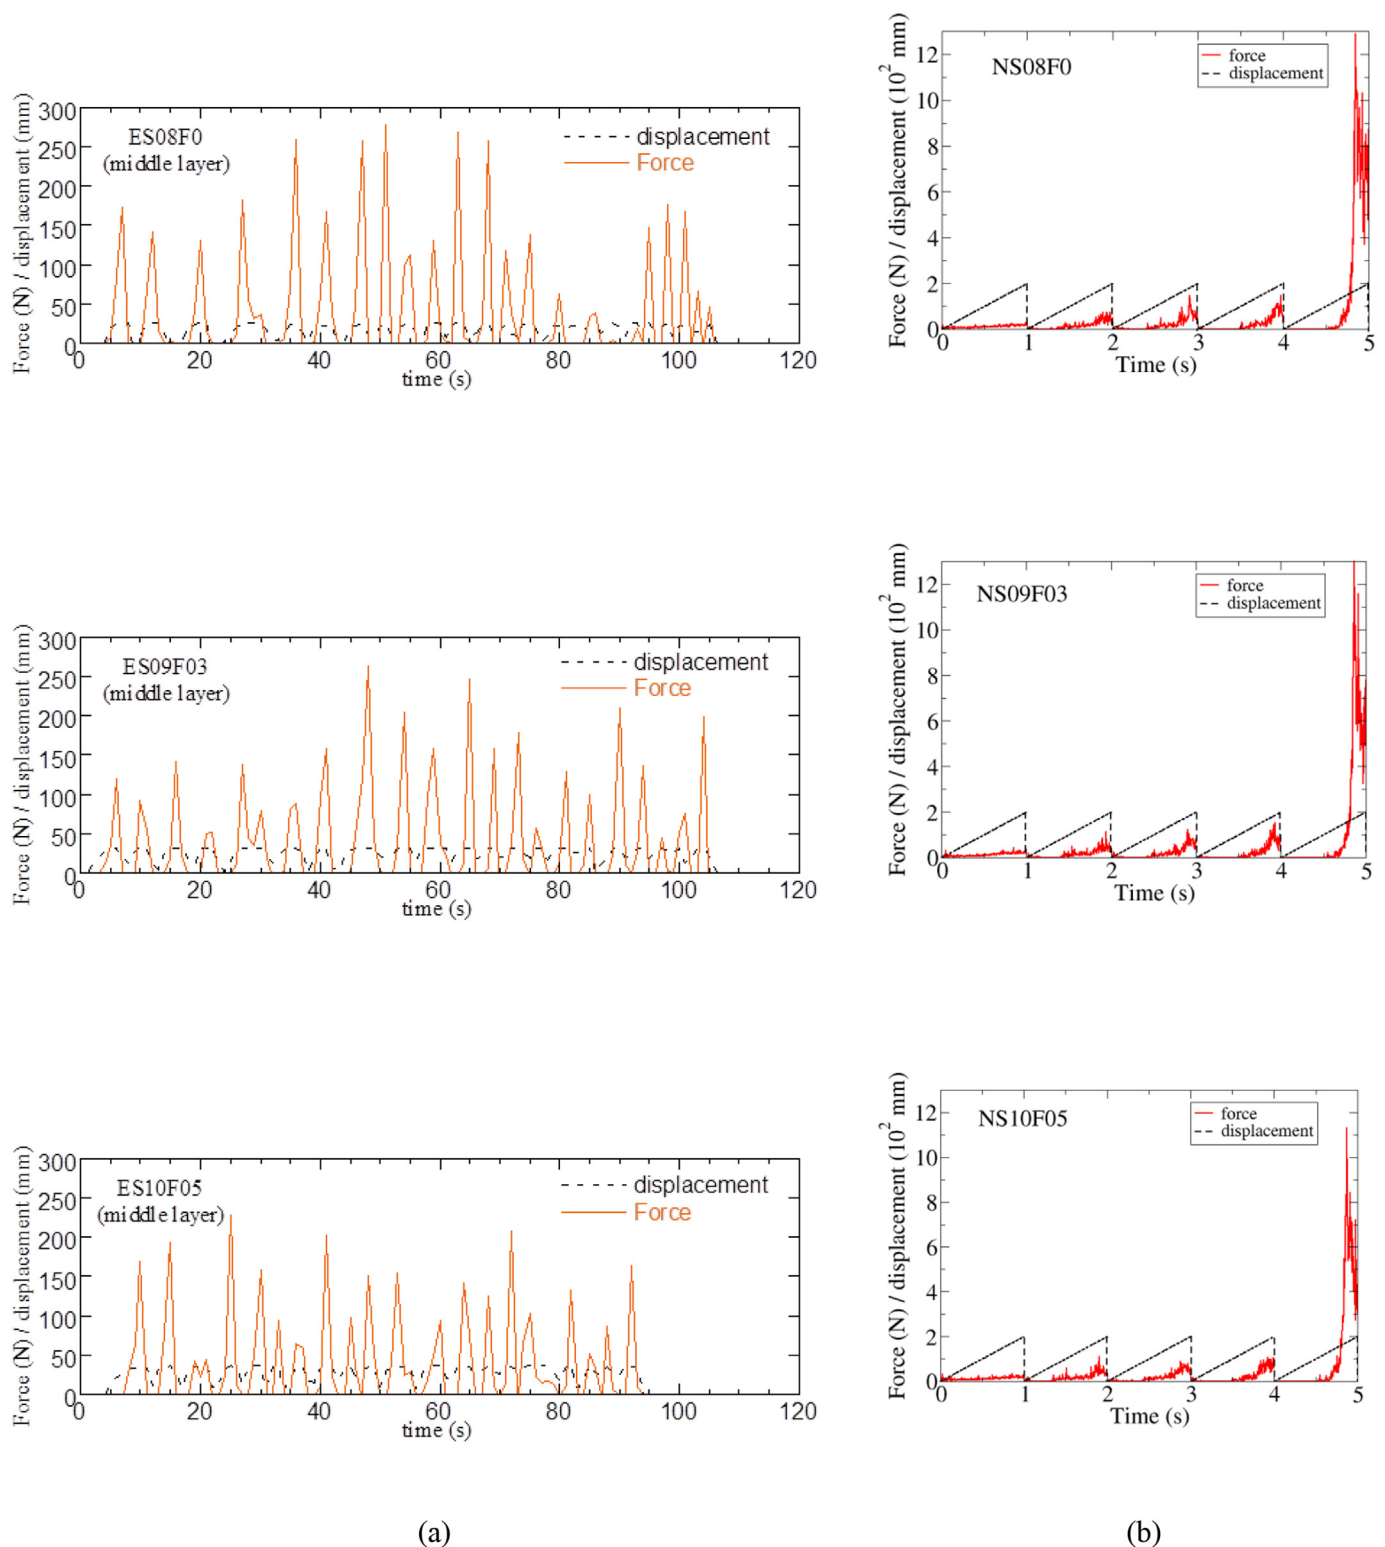 Force (N) / displacement (mm)
300
250
200
150
100
50
0
ES08F0
(middle layer)
displacement
Force
0 20 40 60 80 100 120
time (s)
Force (N) / displacement (10² mm)
12
10
8
6
4
2
0
NS08F0
force
displacement
0 1 2 3 4 5
Time (s)
Force (N) / displacement (mm)
300
250
200
150
100
50
0
ES09F03
(middle layer)
displacement
Force
0 20 40 60 80 100 120
time (s)
Force (N) / displacement (10² mm)
12
10
8
6
4
2
0
NS09F03
force
displacement
0 1 2 3 4 5
Time (s)
Force (N) / displacement (mm)
300
250
200
150
100
50
0
ES10F05
(middle layer)
displacement
Force
0 20 40 60 80 100 120
time (s)
Force (N) / displacement (10² mm)
12
10
8
6
4
2
0
NS10F05
force
displacement
0 1 2 3 4 5
Time (s)
(a) (b)